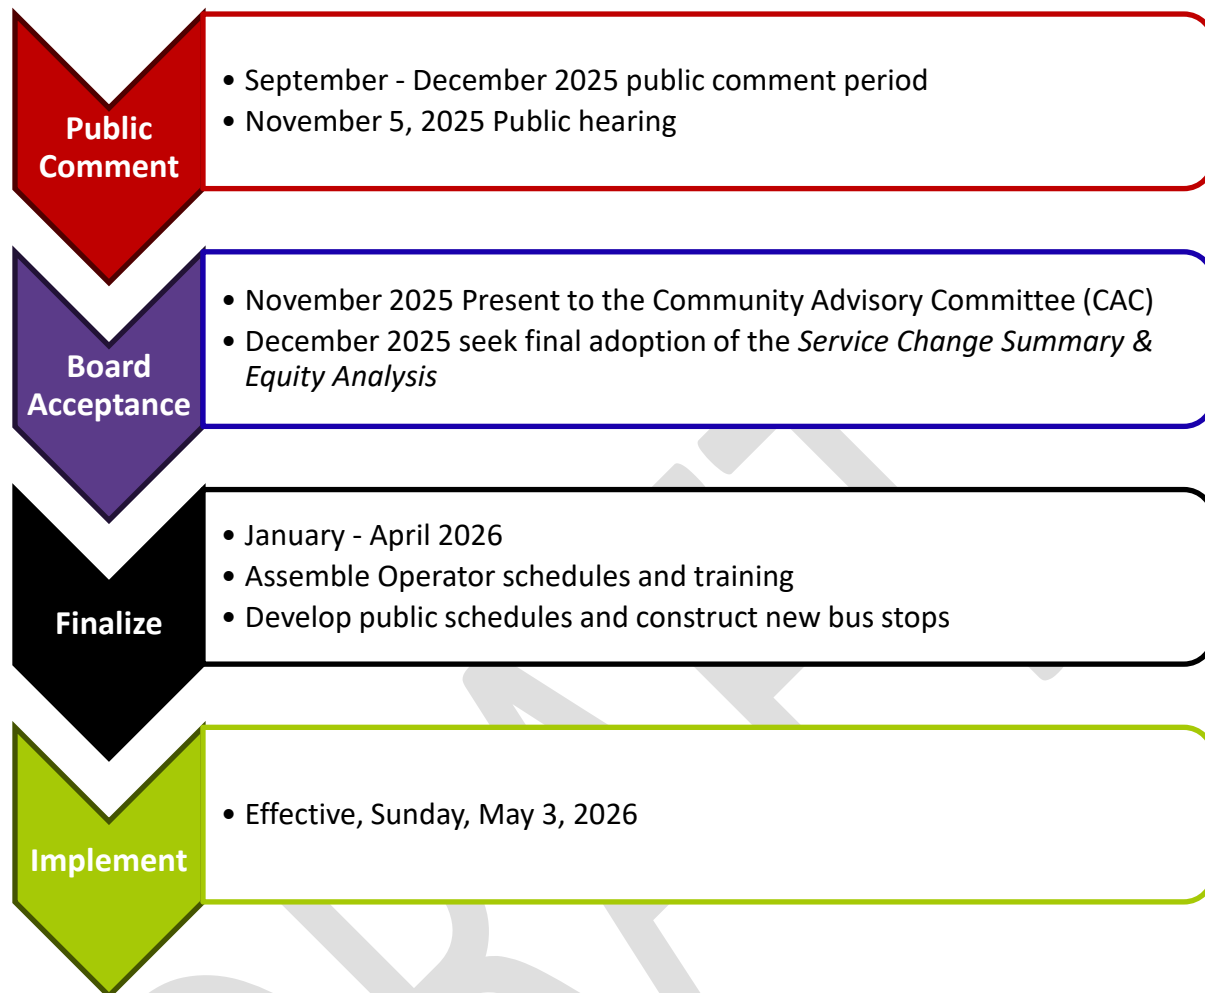 Public
Comment
• September - December 2025 public comment period
• November 5, 2025 Public hearing
Board
Acceptance
• November 2025 Present to the Community Advisory Committee (CAC)
• December 2025 seek final adoption of the Service Change Summary &
Equity Analysis
Finalize
• January - April 2026
• Assemble Operator schedules and training
• Develop public schedules and construct new bus stops
Implement
• Effective, Sunday, May 3, 2026
DRAFT